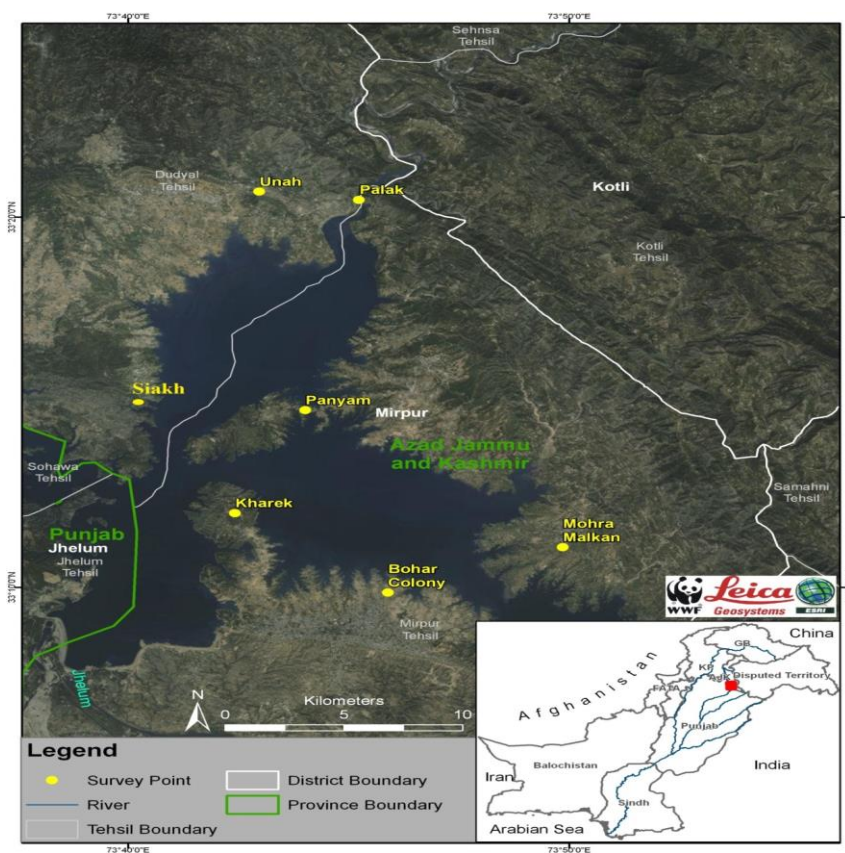 73°40'0"E
73°50'0"E
Sehnsa
Tehsil
Dudyal
Tehsil
Unah
Palak
Kotli
33°20'N
33°20'N
Kotli
Tehsil
Siakh
Panyam
Mirpur
Azad Jammu
and Kashmir
Sohawa
Tehsil
Samahni
Tehsil
Kharek
Punjab
Jhelum
Jhelum
Tehsil
Mohra
Malkan
Bohar
Colony
33°10'0"N
33°10'0"N
Mirpur
Tehsil
WWF
Leica
Geosystems
ESRI
Jhelum
N
Kilometers
0
5
10
Legend
Survey Point
River
Tehsil Boundary
District Boundary
Province Boundary
GB
China
KP
AJK
Disputed Territory
FATA
Afghanistan
Punjab
Balochistan
India
Iran
Sindh
Arabian Sea
73°40'0"E
73°50'0"E